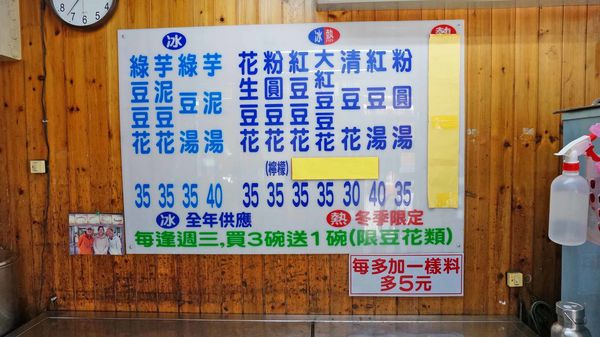 冰
綠豆豆花
芋泥豆花
綠豆湯
芋泥湯
35 35 35 40
冰熱
花生豆花
粉圓豆花
紅豆豆花
大紅豆豆花
清豆花
紅豆湯
粉圓湯
(檸檬)
35 35 35 35 30 40 35
熱
冰 全年供應
熱 冬季限定
每逢週三,買3碗送1碗(限豆花類)
每多加一樣料
多5元